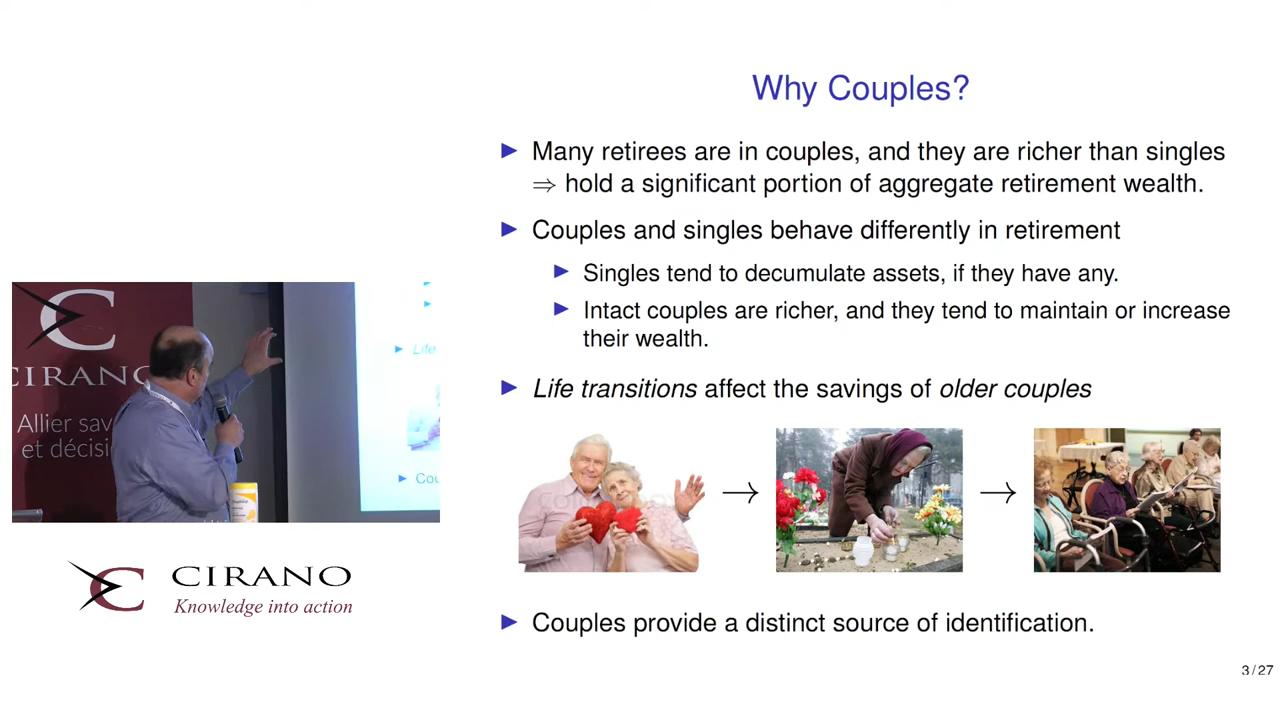 Why Couples?
▶ Many retirees are in couples, and they are richer than singles
⇒ hold a significant portion of aggregate retirement wealth.
▶ Couples and singles behave differently in retirement
▶ Singles tend to decumulate assets, if they have any.
▶ Intact couples are richer, and they tend to maintain or increase
their wealth.
▶ Life transitions affect the savings of older couples
→ →
▶ Couples provide a distinct source of identification.
3 / 27
C
CIRANO
Allier sav
et décisi
▶ Life
▶ Cou
CIRANO
Knowledge into action